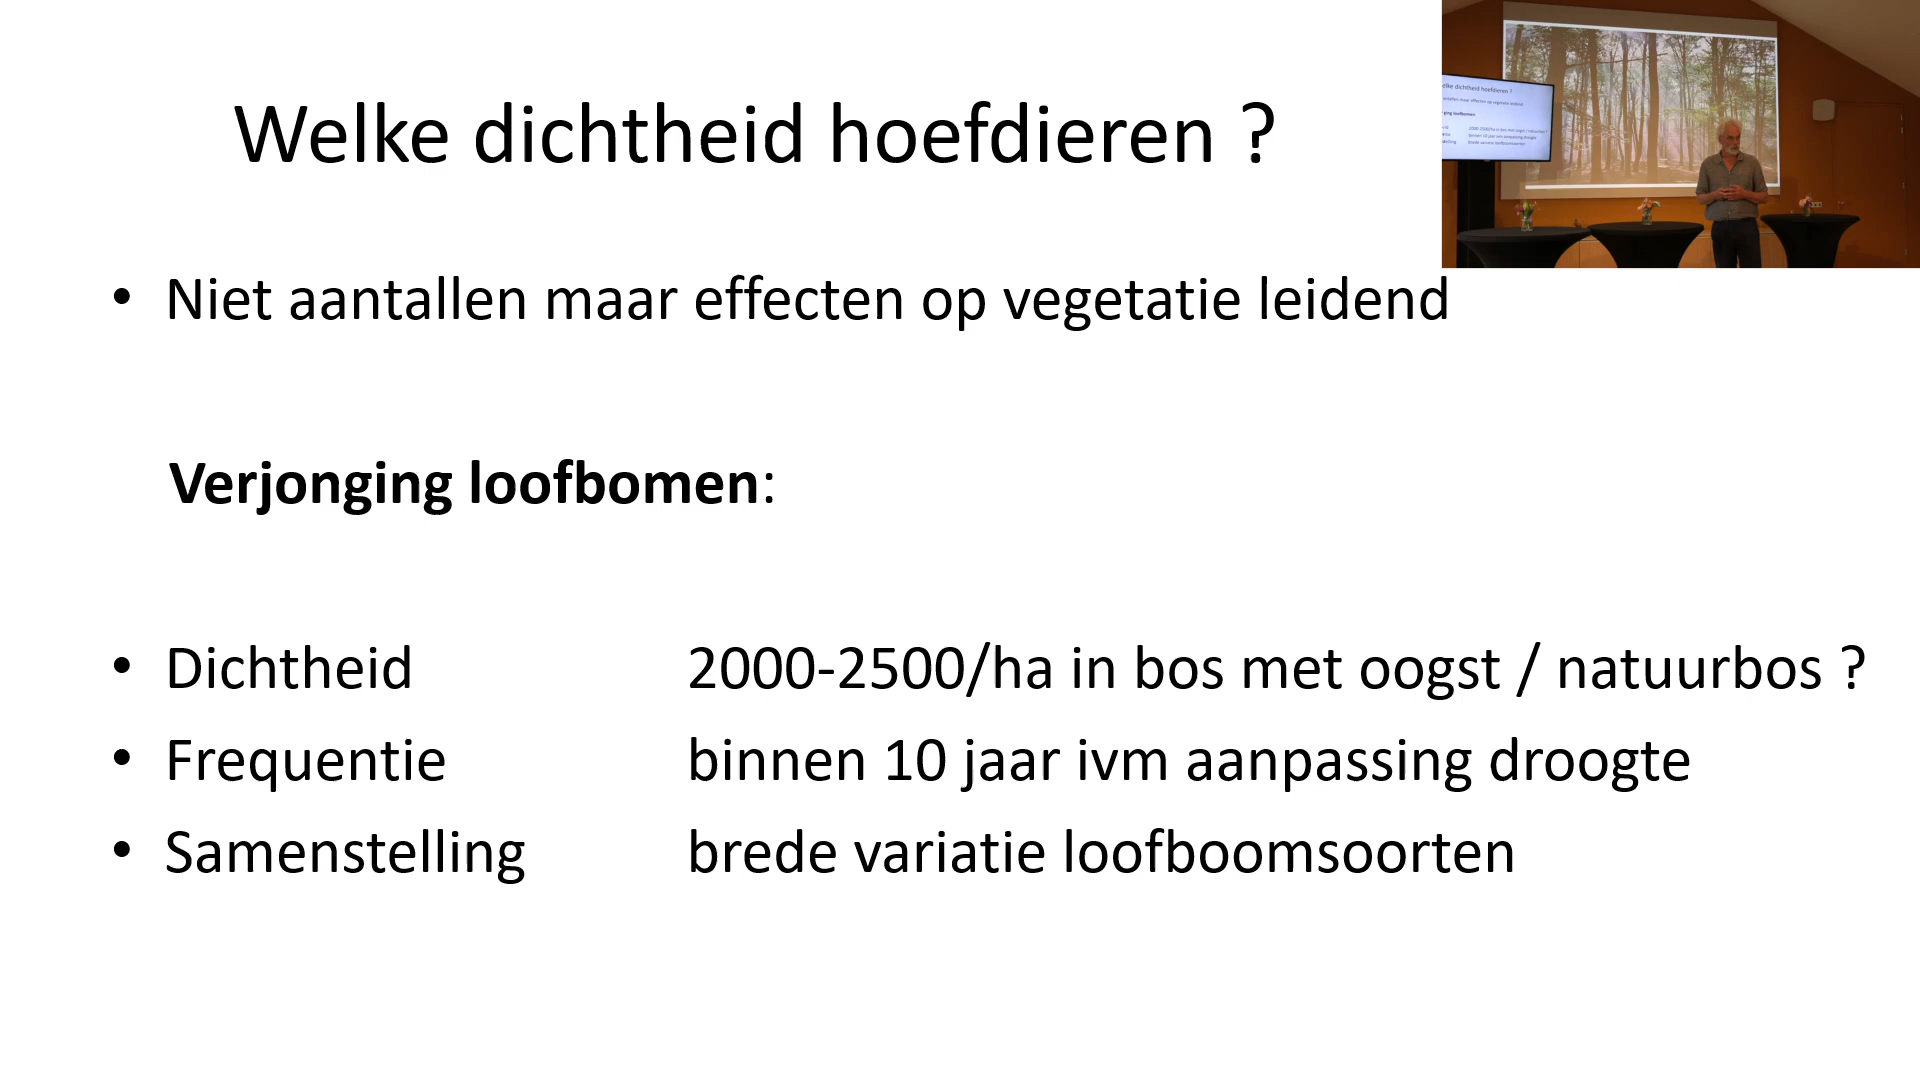 Welke dichtheid hoefdieren ?
• Niet aantallen maar effecten op vegetatie leidend
Verjonging loofbomen:
• Dichtheid 2000-2500/ha in bos met oogst / natuurbos ?
• Frequentie binnen 10 jaar ivm aanpassing droogte
• Samenstelling brede variatie loofboomsoorten